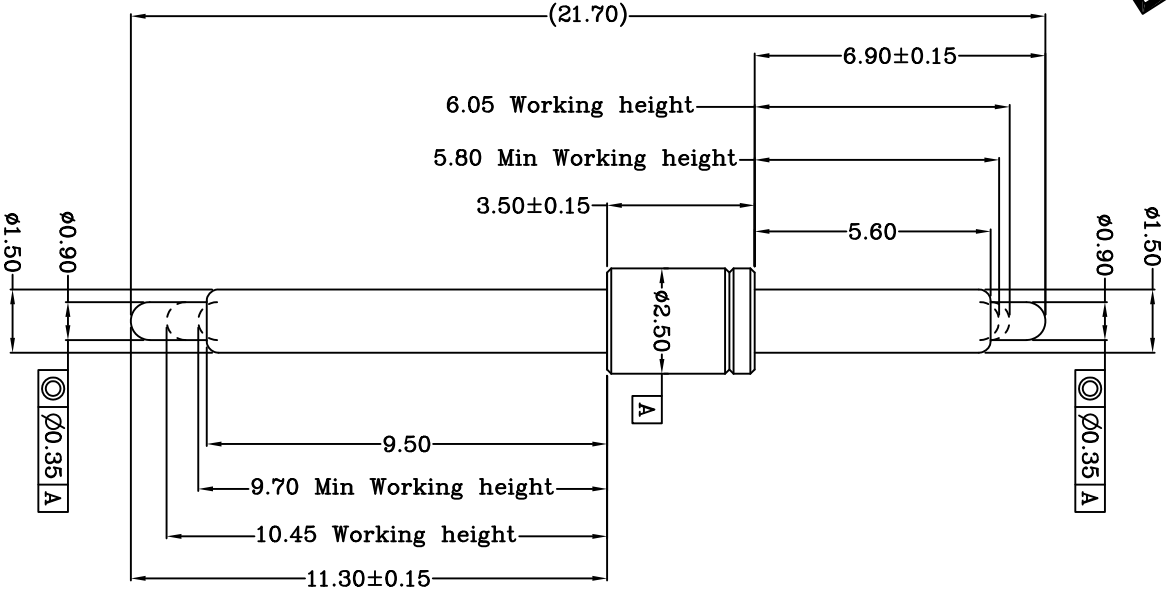 (21.70)
6.90±0.15
6.05 Working height
5.80 Min Working height
3.50±0.15
5.60
ø1.50
ø0.90
ø2.50
ø0.90
ø1.50
A
◎ Ø0.35 A
◎ Ø0.35 A
9.50
9.70 Min Working height
10.45 Working height
11.30±0.15